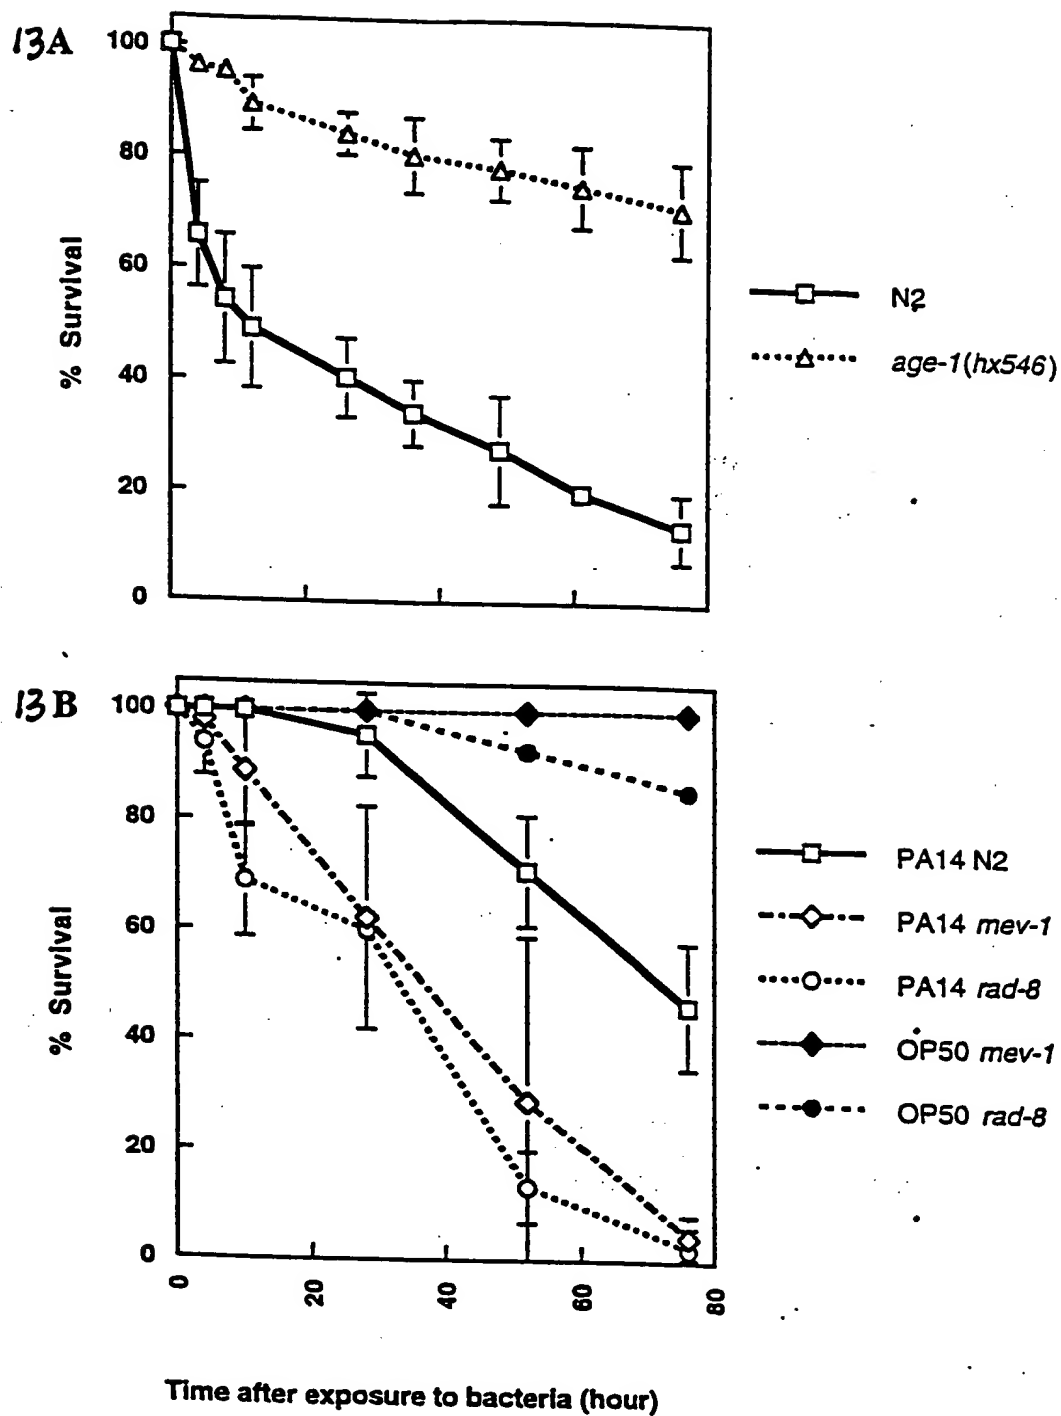 13A
100
80
60
40
20
0
% Survival
N2
age-1(hx546)
13B
100
80
60
40
20
0
% Survival
PA14 N2
PA14 mev-1
PA14 rad-8
OP50 mev-1
OP50 rad-8
0
20
40
60
80
Time after exposure to bacteria (hour)